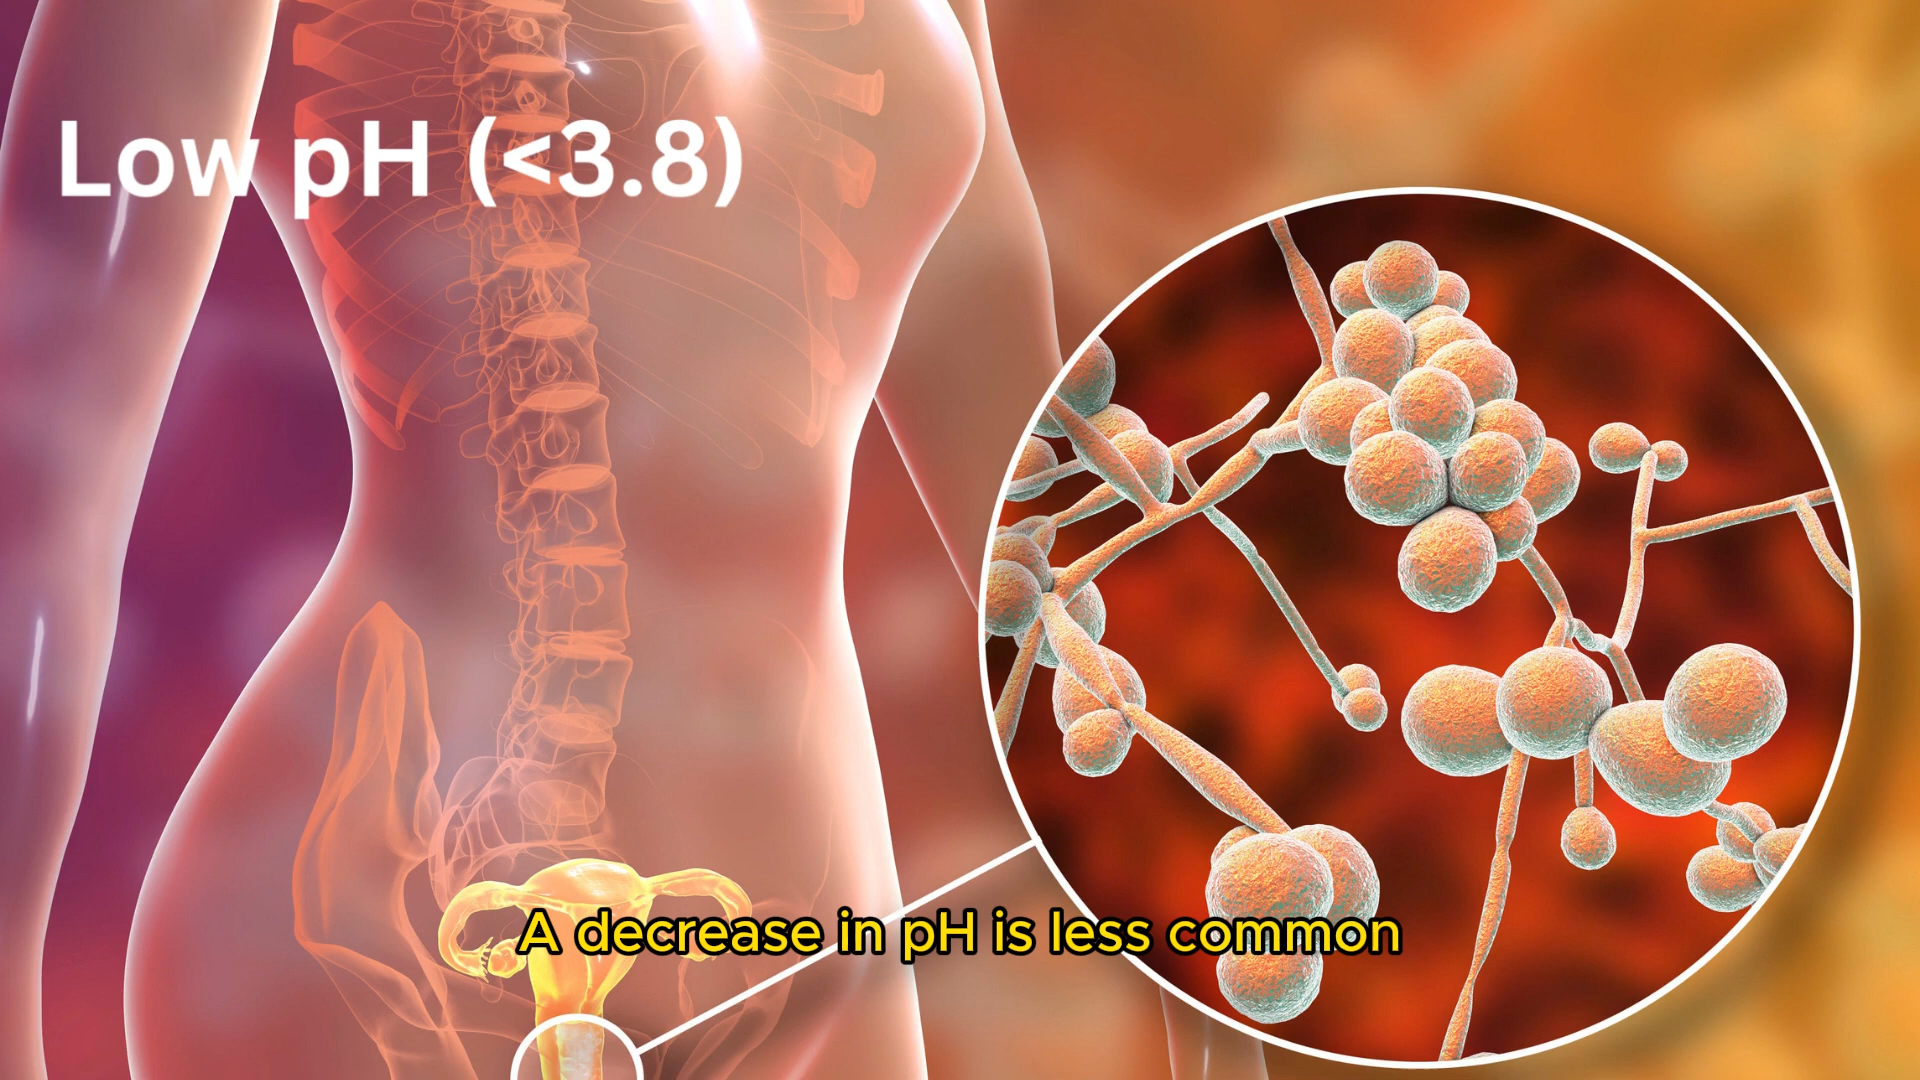 Low pH (<3.8)
A decrease in pH is less common